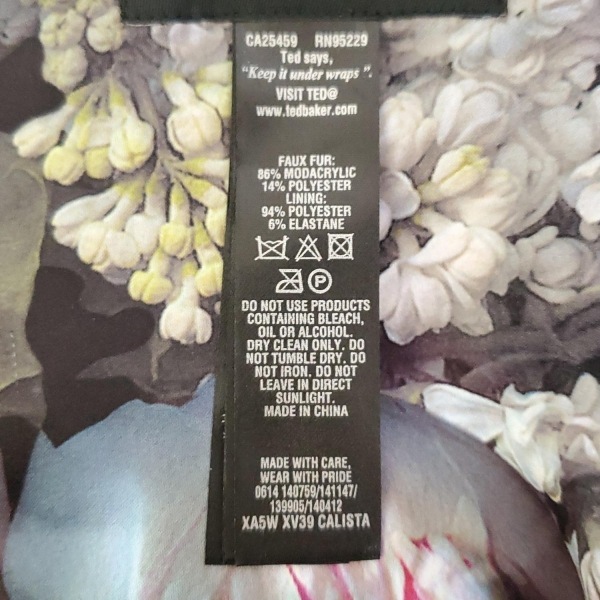 CA25459 RN95229
Ted says,
"Keep it under wraps".
VISIT TED@
www.tedbaker.com
FAUX FUR:
86% MODACRYLIC
14% POLYESTER
LINING:
94% POLYESTER
6% ELASTANE
P
DO NOT USE PRODUCTS
CONTAINING BLEACH,
OIL OR ALCOHOL.
DRY CLEAN ONLY. DO
NOT TUMBLE DRY. DO
NOT IRON. DO NOT
LEAVE IN DIRECT
SUNLIGHT.
MADE IN CHINA
MADE WITH CARE,
WEAR WITH PRIDE
0614 140759/141147/
139905/140412
XA5W XV39 CALISTA